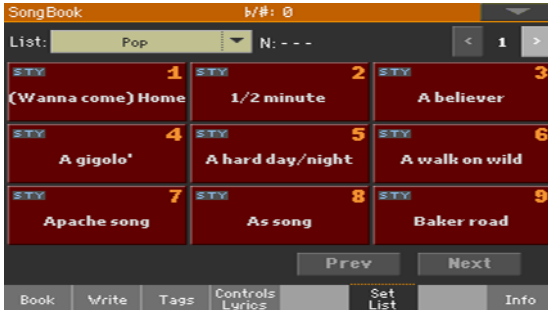 SongBook ♭/#: 0
List: Pop N:--- < 1 >
STY 1 STY 2 STY 3
(Wanna come) Home 1/2 minute A believer
STY 4 STY 5 STY 6
A gigolo' A hard day/night A walk on wild
STY 7 STY 8 STY 9
Apache song As song Baker road
Prev Next
Book Write Tags Controls Lyrics Set List Info